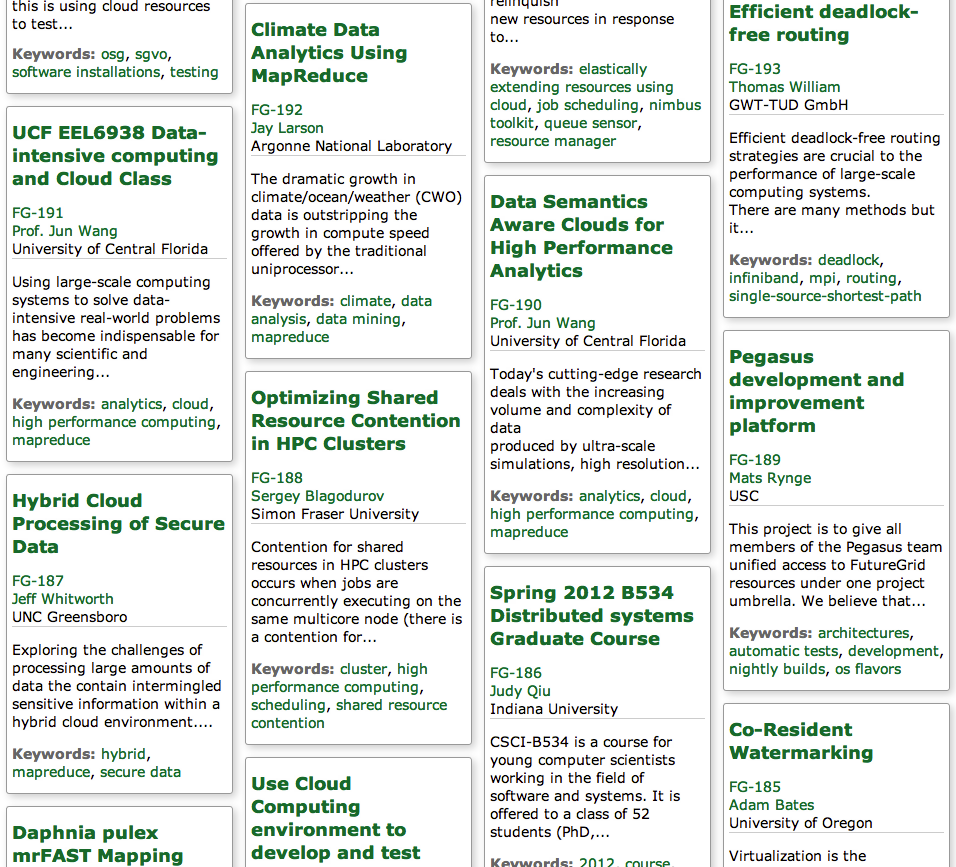 this is using cloud resources
to test...
Keywords: osg, sgvo,
software installations, testing
UCF EEL6938 Data-
intensive computing
and Cloud Class
FG-191
Prof. Jun Wang
University of Central Florida
Using large-scale computing
systems to solve data-
intensive real-world problems
has become indispensable for
many scientific and
engineering...
Keywords: analytics, cloud,
high performance computing,
mapreduce
Hybrid Cloud
Processing of Secure
Data
FG-187
Jeff Whitworth
UNC Greensboro
Exploring the challenges of
processing large amounts of
data the contain intermingled
sensitive information within a
hybrid cloud environment....
Keywords: hybrid,
mapreduce, secure data
Daphnia pulex
mrFAST Mapping
Climate Data
Analytics Using
MapReduce
FG-192
Jay Larson
Argonne National Laboratory
The dramatic growth in
climate/ocean/weather (CWO)
data is outstripping the
growth in compute speed
offered by the traditional
uniprocessor...
Keywords: climate, data
analysis, data mining,
mapreduce
Optimizing Shared
Resource Contention
in HPC Clusters
FG-188
Sergey Blagodurov
Simon Fraser University
Contention for shared
resources in HPC clusters
occurs when jobs are
concurrently executing on the
same multicore node (there is
a contention for...
Keywords: cluster, high
performance computing,
scheduling, shared resource
contention
Use Cloud
Computing
environment to
develop and test
relinquish
new resources in response
to...
Keywords: elastically
extending resources using
cloud, job scheduling, nimbus
toolkit, queue sensor,
resource manager
Data Semantics
Aware Clouds for
High Performance
Analytics
FG-190
Prof. Jun Wang
University of Central Florida
Today's cutting-edge research
deals with the increasing
volume and complexity of
data
produced by ultra-scale
simulations, high resolution...
Keywords: analytics, cloud,
high performance computing,
mapreduce
Spring 2012 B534
Distributed systems
Graduate Course
FG-186
Judy Qiu
Indiana University
CSCI-B534 is a course for
young computer scientists
working in the field of
software and systems. It is
offered to a class of 52
students (PhD,...
Keywords: 2012, course,
Efficient deadlock-
free routing
FG-193
Thomas William
GWT-TUD GmbH
Efficient deadlock-free routing
strategies are crucial to the
performance of large-scale
computing systems.
There are many methods but
it...
Keywords: deadlock,
infiniband, mpi, routing,
single-source-shortest-path
Pegasus
development and
improvement
platform
FG-189
Mats Rynge
USC
This project is to give all
members of the Pegasus team
unified access to FutureGrid
resources under one project
umbrella. We believe that...
Keywords: architectures,
automatic tests, development,
nightly builds, os flavors
Co-Resident
Watermarking
FG-185
Adam Bates
University of Oregon
Virtualization is the